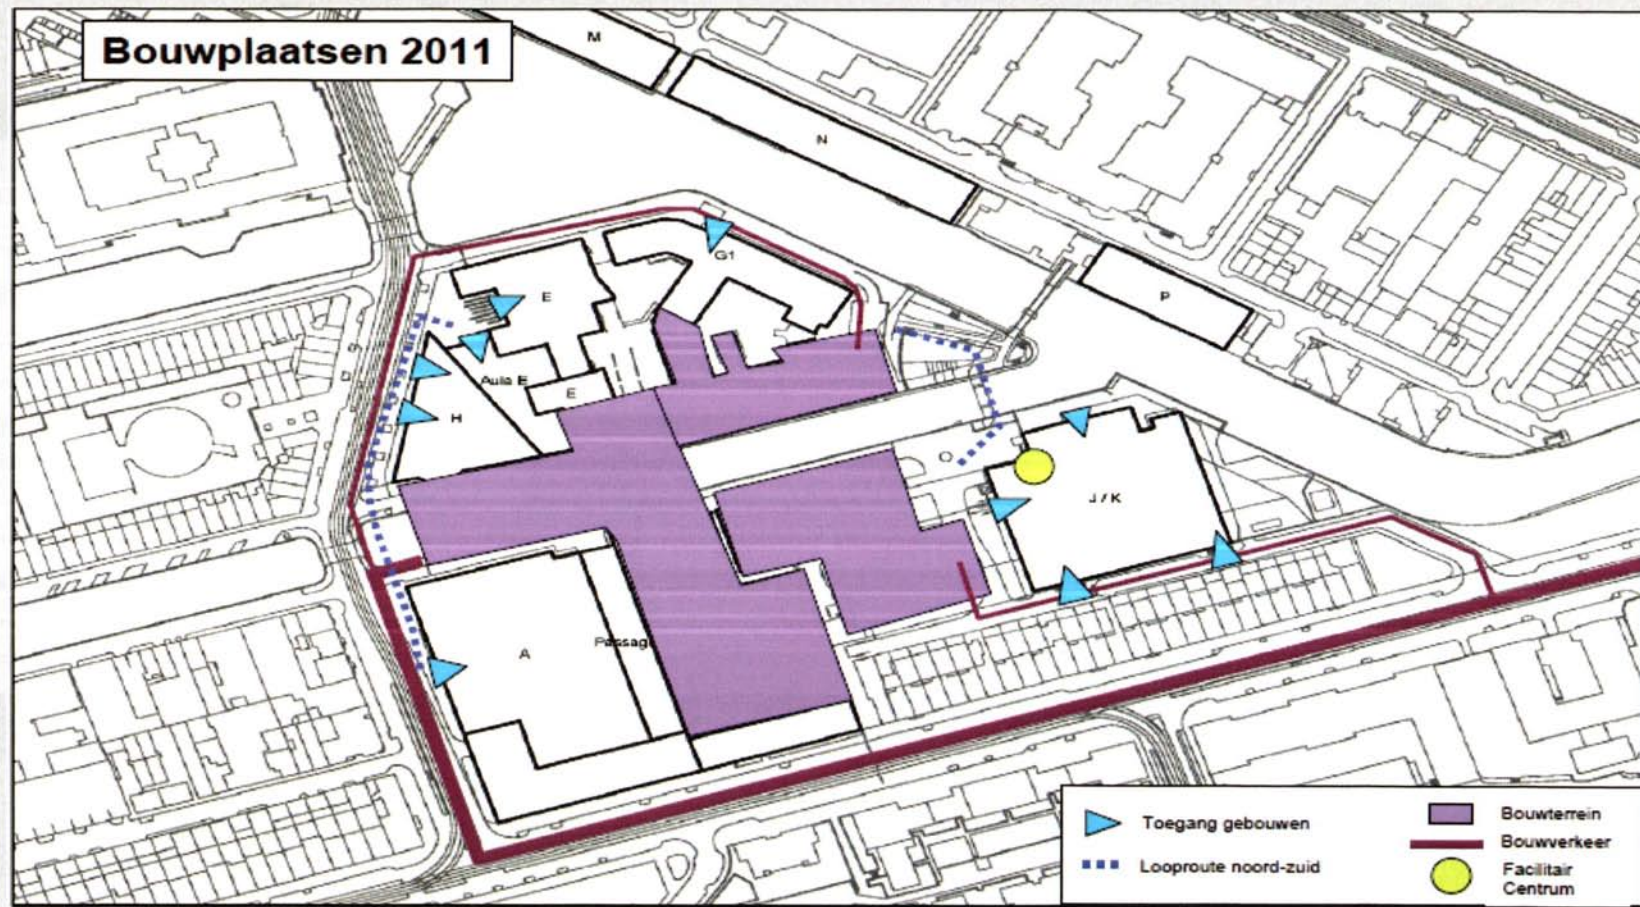 Bouwplaatsen 2011
M
N
G1
E
P
Aula E
E
H
J / K
A
Passage
Toegang gebouwen
Looproute noord-zuid
Bouwterrein
Bouwverkeer
Facilitair
Centrum